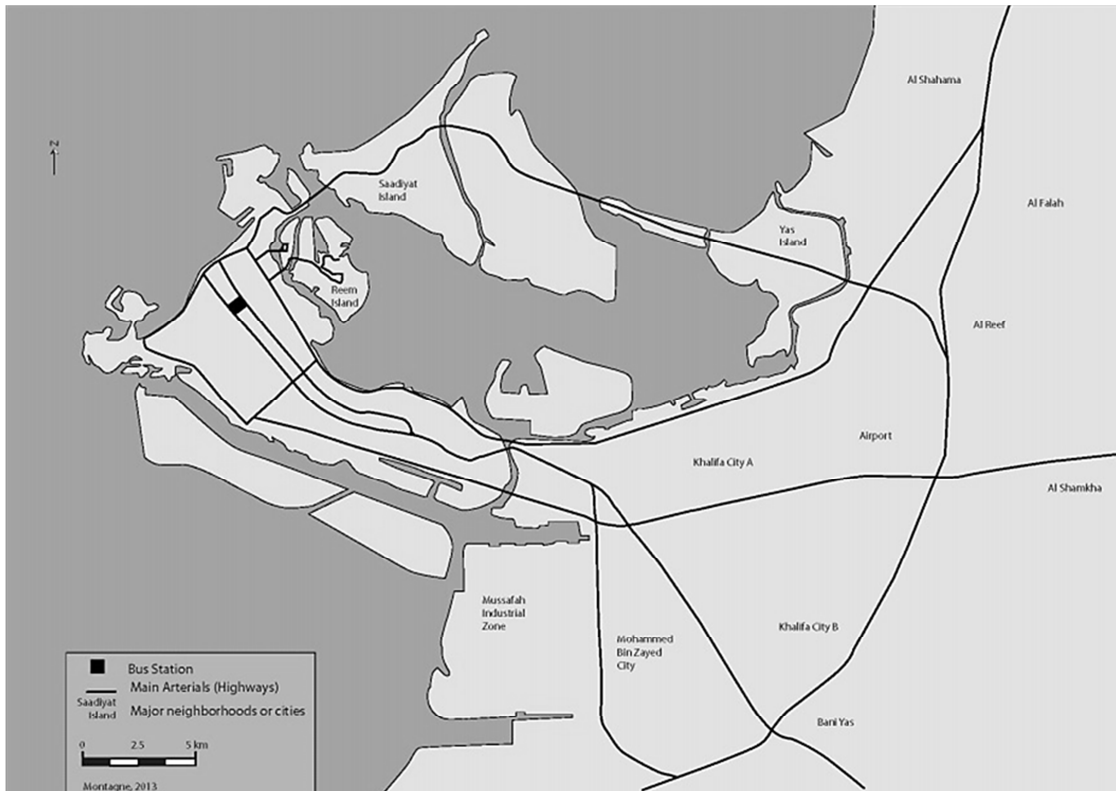 Al Shahama
N
Saadiyat
Island
Al Falah
Yas
Island
Reem
Island
Al Reef
Airport
Khalifa City A
Al Shamkha
Mussafah
Industrial
Zone
Khalifa City B
Mohammed
Bin Zayed
City
Bani Yas
Bus Station
Main Arterials (Highways)
Saadiyat
Island
Major neighborhoods or cities
0 2.5 5 km
Montagne, 2013